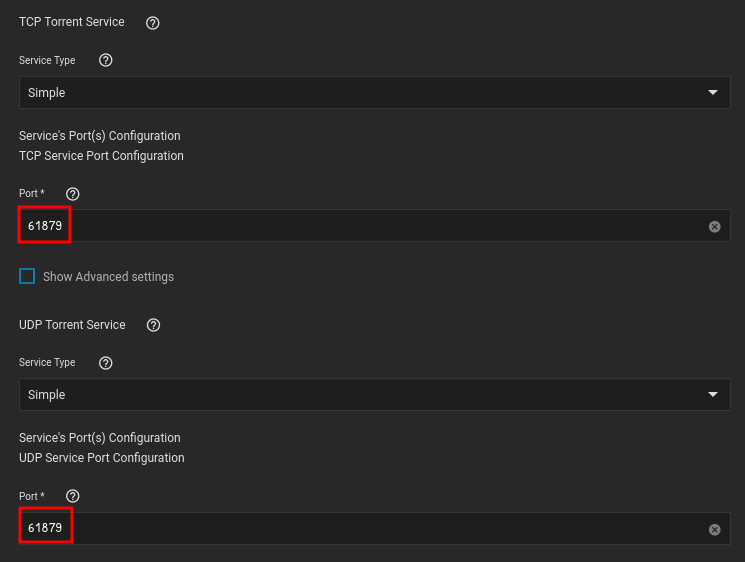 TCP Torrent Service
Service Type
Simple
Service's Port(s) Configuration
TCP Service Port Configuration
Port *
61879
Show Advanced settings
UDP Torrent Service
Service Type
Simple
Service's Port(s) Configuration
UDP Service Port Configuration
Port *
61879